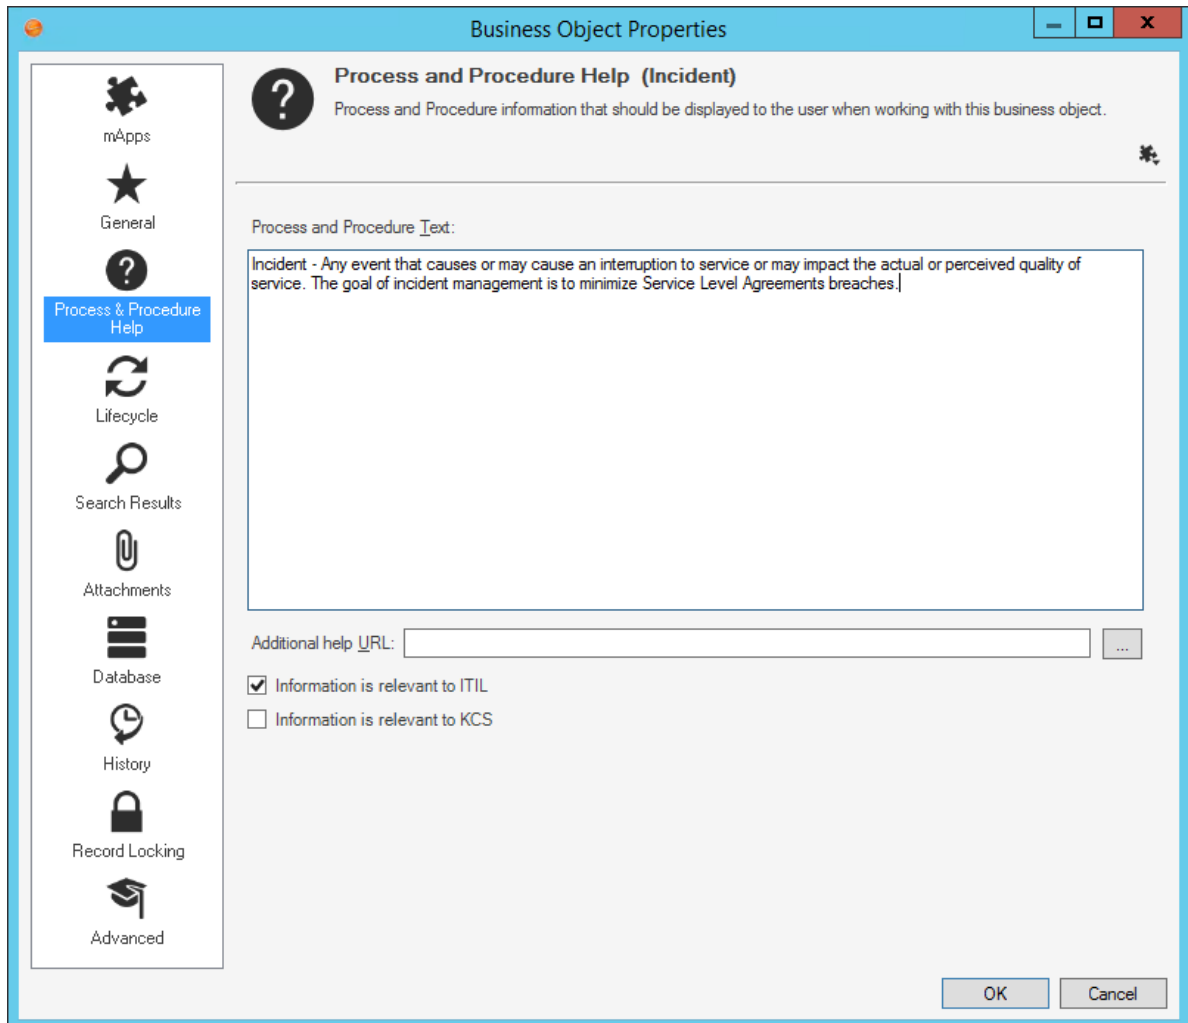 Business Object Properties
mApps
General
Process & Procedure
Help
Lifecycle
Search Results
Attachments
Database
History
Record Locking
Advanced
Process and Procedure Help (Incident)
Process and Procedure information that should be displayed to the user when working with this business object.
Process and Procedure Text:
Incident - Any event that causes or may cause an interruption to service or may impact the actual or perceived quality of
service. The goal of incident management is to minimize Service Level Agreements breaches.
Additional help URL:
...
Information is relevant to ITIL
Information is relevant to KCS
OK
Cancel